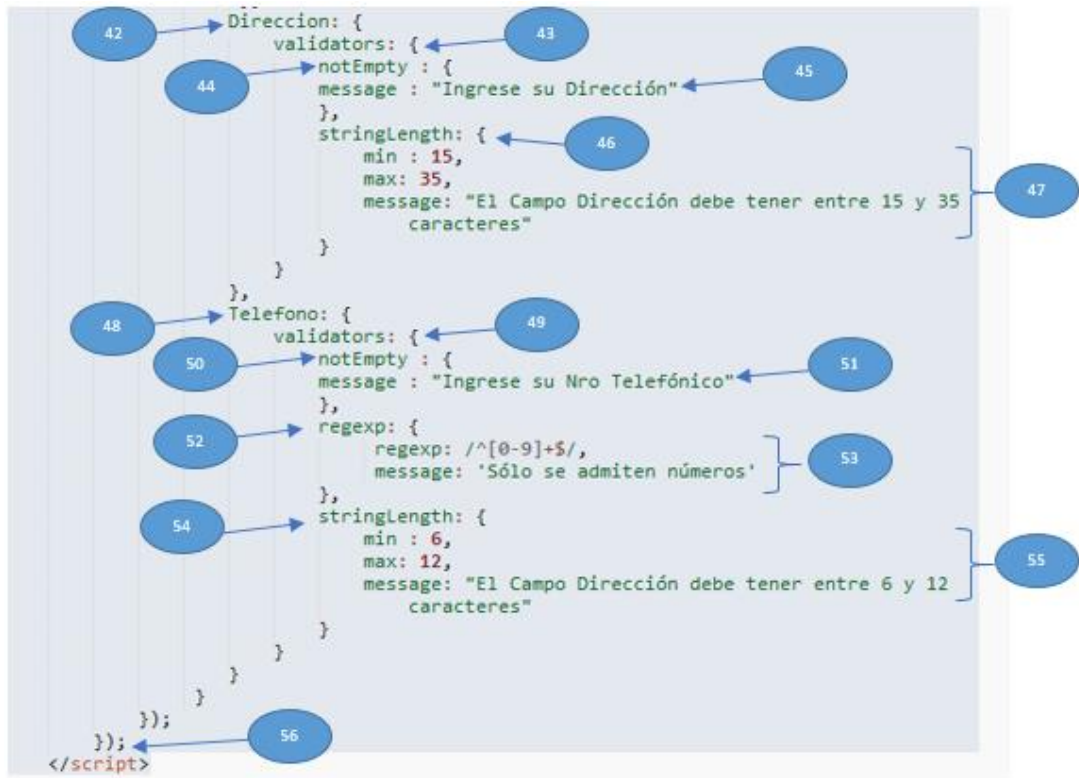 42 Direccion: {
validators: { 43
44 notEmpty : {
message : "Ingrese su Dirección" 45
},
stringLength: { 46
min : 15,
max: 35,
message: "El Campo Dirección debe tener entre 15 y 35 47
caracteres"
}
}
},
48 Telefono: {
validators: { 49
50 notEmpty : {
message : "Ingrese su Nro Telefónico" 51
},
52 regexp: {
regexp: /^[0-9]+$/,
message: 'Sólo se admiten números' 53
},
54 stringLength: {
min : 6,
max: 12, 55
message: "El Campo Dirección debe tener entre 6 y 12
caracteres"
}
}
}
}
});
}); 56
</script>